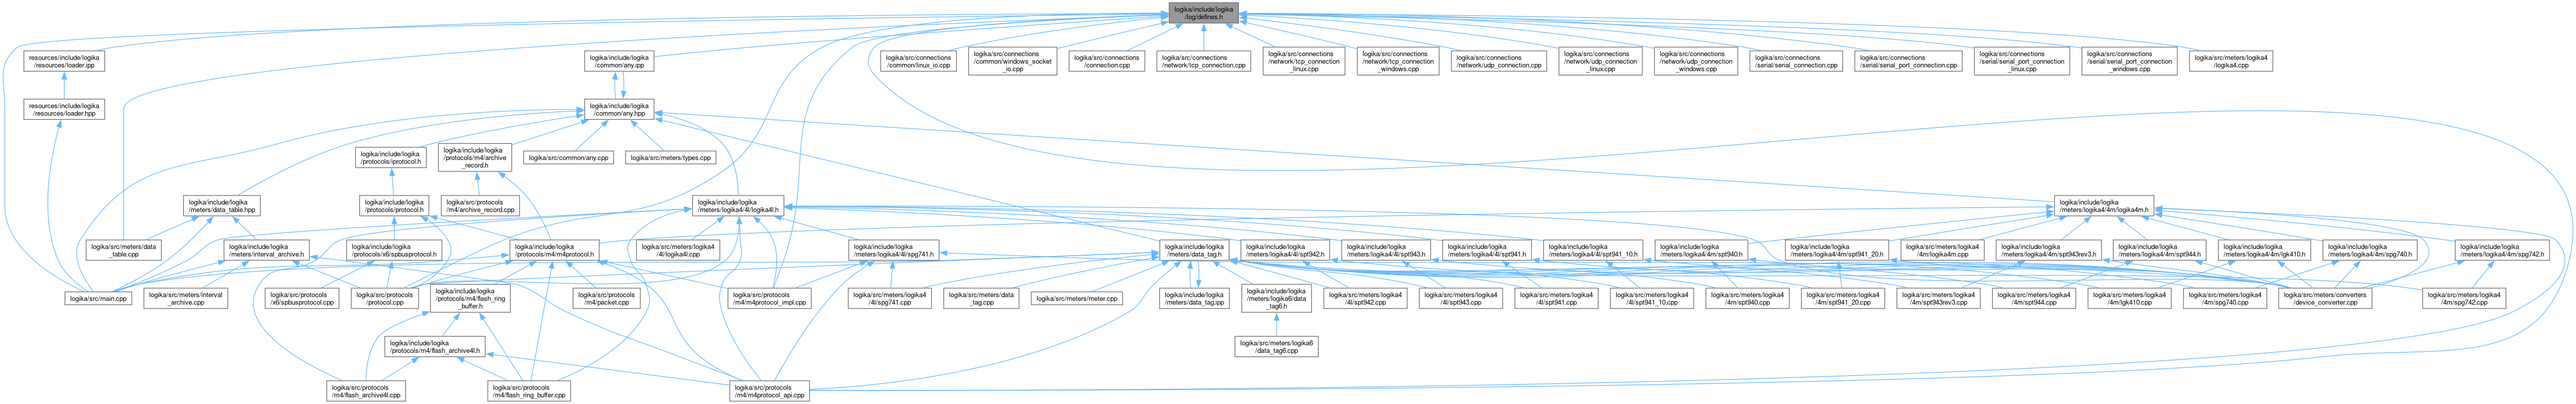 logika/include/logika
/log/defines.h
resources/include/logika
/resources/loader.ipp
logika/include/logika
/common/any.ipp
logika/src/connections
/common/linux_io.cpp
logika/src/connections
/common/windows_socket
_io.cpp
logika/src/connections
/connection.cpp
logika/src/connections
/network/tcp_connection.cpp
logika/src/connections
/network/tcp_connection
_linux.cpp
logika/src/connections
/network/tcp_connection
_windows.cpp
logika/src/connections
/network/udp_connection.cpp
logika/src/connections
/network/udp_connection
_linux.cpp
logika/src/connections
/network/udp_connection
_windows.cpp
logika/src/connections
/serial/serial_connection.cpp
logika/src/connections
/serial/serial_port_connection.cpp
logika/src/connections
/serial/serial_port_connection
_linux.cpp
logika/src/connections
/serial/serial_port_connection
_windows.cpp
logika/src/meters/logika4
/logika4.cpp
resources/include/logika
/resources/loader.hpp
logika/include/logika
/common/any.hpp
logika/include/logika
/protocols/iprotocol.h
logika/include/logika
/protocols/m4/archive
_record.h
logika/src/common/any.cpp
logika/src/meters/types.cpp
logika/include/logika
/meters/data_table.hpp
logika/include/logika
/protocols/protocol.h
logika/src/protocols
/m4/archive_record.cpp
logika/include/logika
/meters/logika4/4l/logika4l.h
logika/include/logika
/meters/logika4/4m/logika4m.h
logika/src/meters/data
_table.cpp
logika/include/logika
/meters/interval_archive.h
logika/include/logika
/protocols/x6/spbusprotocol.h
logika/include/logika
/protocols/m4/m4protocol.h
logika/src/meters/logika4
/4l/logika4l.cpp
logika/include/logika
/meters/logika4/4l/spg741.h
logika/include/logika
/meters/data_tag.h
logika/include/logika
/meters/logika4/4l/spt942.h
logika/include/logika
/meters/logika4/4l/spt943.h
logika/include/logika
/meters/logika4/4l/spt941.h
logika/include/logika
/meters/logika4/4l/spt941_10.h
logika/include/logika
/meters/logika4/4m/spt940.h
logika/include/logika
/meters/logika4/4m/spt941_20.h
logika/src/meters/logika4
/4m/logika4m.cpp
logika/include/logika
/meters/logika4/4m/spt943rev3.h
logika/include/logika
/meters/logika4/4m/spt944.h
logika/include/logika
/meters/logika4/4m/lgk410.h
logika/include/logika
/meters/logika4/4m/spg740.h
logika/include/logika
/meters/logika4/4m/spg742.h
logika/src/main.cpp
logika/src/meters/interval
_archive.cpp
logika/src/protocols
/x6/spbusprotocol.cpp
logika/src/protocols
/protocol.cpp
logika/include/logika
/protocols/m4/flash_ring
_buffer.h
logika/src/protocols
/m4/packet.cpp
logika/src/protocols
/m4/m4protocol_impl.cpp
logika/src/meters/logika4
/4l/spg741.cpp
logika/src/meters/data
_tag.cpp
logika/src/meters/meter.cpp
logika/include/logika
/meters/data_tag.ipp
logika/include/logika
/meters/logika6/data
_tag6.h
logika/src/meters/logika4
/4l/spt942.cpp
logika/src/meters/logika4
/4l/spt943.cpp
logika/src/meters/logika4
/4l/spt941.cpp
logika/src/meters/logika4
/4l/spt941_10.cpp
logika/src/meters/logika4
/4m/spt940.cpp
logika/src/meters/logika4
/4m/spt941_20.cpp
logika/src/meters/logika4
/4m/spt943rev3.cpp
logika/src/meters/logika4
/4m/spt944.cpp
logika/src/meters/logika4
/4m/lgk410.cpp
logika/src/meters/logika4
/4m/spg740.cpp
logika/src/meters/converters
/device_converter.cpp
logika/src/meters/logika4
/4m/spg742.cpp
logika/include/logika
/protocols/m4/flash_archive4l.h
logika/src/meters/logika6
/data_tag6.cpp
logika/src/protocols
/m4/flash_archive4l.cpp
logika/src/protocols
/m4/flash_ring_buffer.cpp
logika/src/protocols
/m4/m4protocol_api.cpp